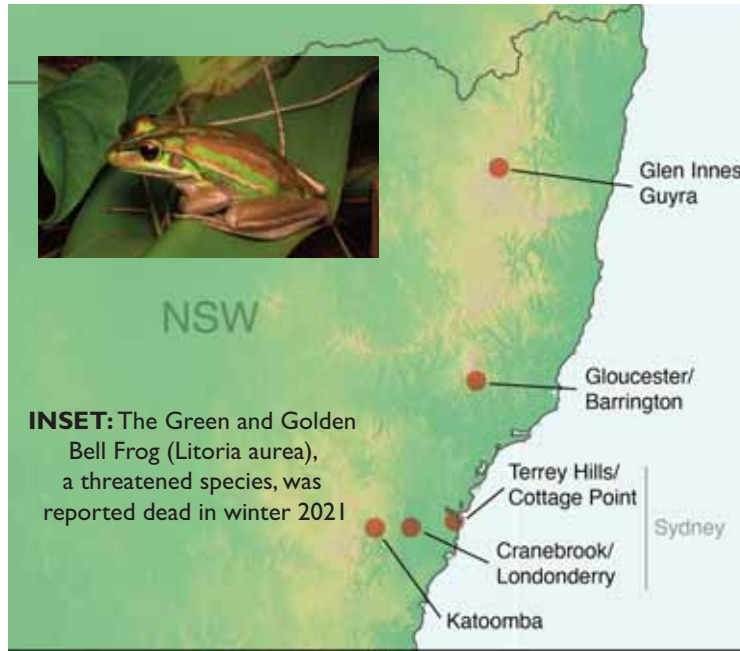 Glen Innes
Guyra
NSW
Gloucester/
Barrington
INSET: The Green and Golden
Bell Frog (Litoria aurea),
a threatened species, was
reported dead in winter 2021
Terrey Hills/
Cottage Point
Sydney
Cranebrook/
Londonderry
Katoomba